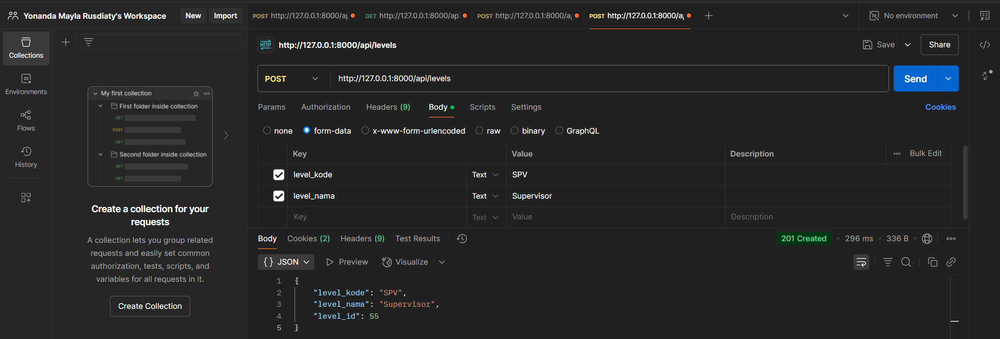 Yonanda Mayla Rusdiaty's Workspace
New
Import
POST http://127.0.0.1:8000/a
GET http://127.0.0.1:8000/ap
POST http://127.0.0.1:8000/a
POST http://127.0.0.1:8000/a
No environment
Collections
Environments
Flows
History
My first collection
First folder inside collection
GET
POST
GET
Second folder inside collection
GET
GET
Create a collection for your
requests
A collection lets you group related
requests and easily set common
authorization, tests, scripts, and
variables for all requests in it.
Create Collection
HTTP
http://127.0.0.1:8000/api/levels
Save
Share
POST
http://127.0.0.1:8000/api/levels
Send
Params
Authorization
Headers (9)
Body
Scripts
Settings
Cookies
none
form-data
x-www-form-urlencoded
raw
binary
GraphQL
Key
Value
Description
Bulk Edit
level_kode
Text
SPV
level_nama
Text
Supervisor
Key
Text
Value
Description
Body
Cookies (2)
Headers (9)
Test Results
201 Created
296 ms
336 B
{} JSON
Preview
Visualize
1 {
2 "level_kode": "SPV",
3 "level_nama": "Supervisor",
4 "level_id": 55
5 }